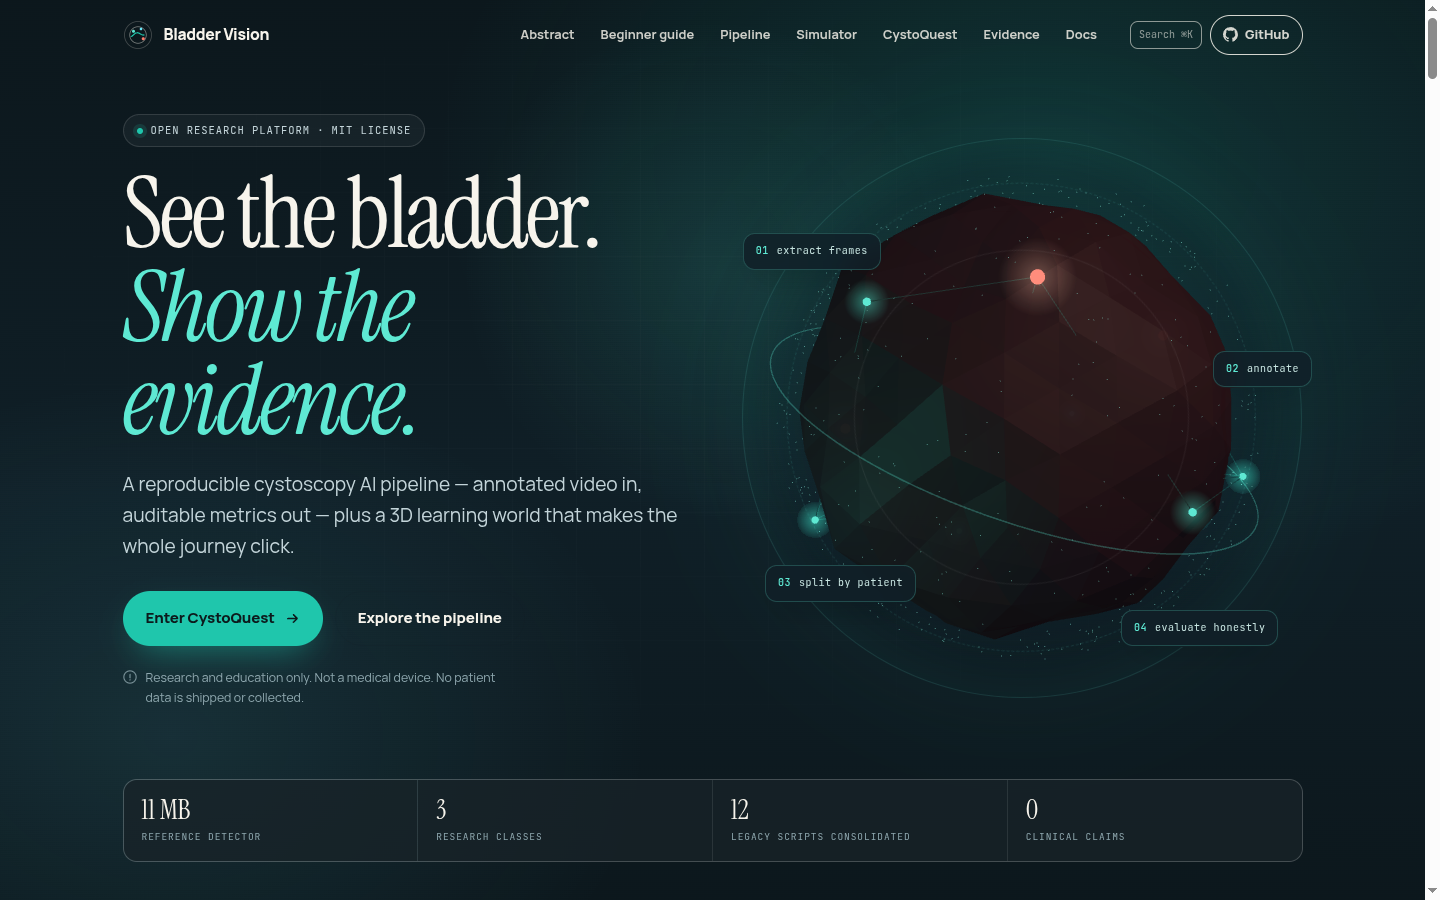 Bladder Vision
Abstract
Beginner guide
Pipeline
Simulator
CystoQuest
Evidence
Docs
Search ⌘K
GitHub
OPEN RESEARCH PLATFORM · MIT LICENSE
See the bladder.
Show the
evidence.
A reproducible cystoscopy AI pipeline — annotated video in,
auditable metrics out — plus a 3D learning world that makes the
whole journey click.
Enter CystoQuest →
Explore the pipeline
Research and education only. Not a medical device. No patient
data is shipped or collected.
01 extract frames
02 annotate
03 split by patient
04 evaluate honestly
11 MB
REFERENCE DETECTOR
3
RESEARCH CLASSES
12
LEGACY SCRIPTS CONSOLIDATED
0
CLINICAL CLAIMS